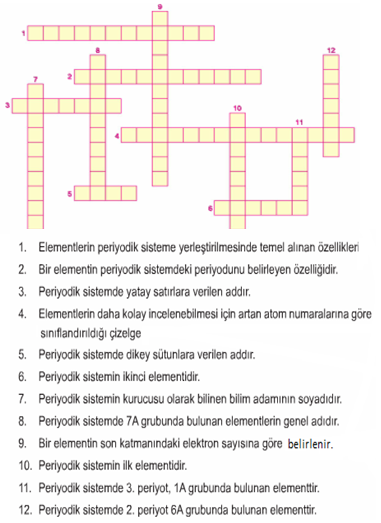 9
1
8
12
2
7
3
10
11
4
5
6
1. Elementlerin periyodik sisteme yerleştirilmesinde temel alınan özellikleri
2. Bir elementin periyodik sistemdeki periyodunu belirleyen özelliğidir.
3. Periyodik sistemde yatay satırlara verilen addır.
4. Elementlerin daha kolay incelenebilmesi için artan atom numaralarına göre
sınıflandırıldığı çizelge
5. Periyodik sistemde dikey sütunlara verilen addır.
6. Periyodik sistemin ikinci elementidir.
7. Periyodik sistemin kurucusu olarak bilinen bilim adamının soyadıdır.
8. Periyodik sistemde 7A grubunda bulunan elementlerin genel adıdır.
9. Bir elementin son katmanındaki elektron sayısına göre belirlenir.
10. Periyodik sistemin ilk elementidir.
11. Periyodik sistemde 3. periyot, 1A grubunda bulunan elementtir.
12. Periyodik sistemde 2. periyot 6A grubunda bulunan elementtir.